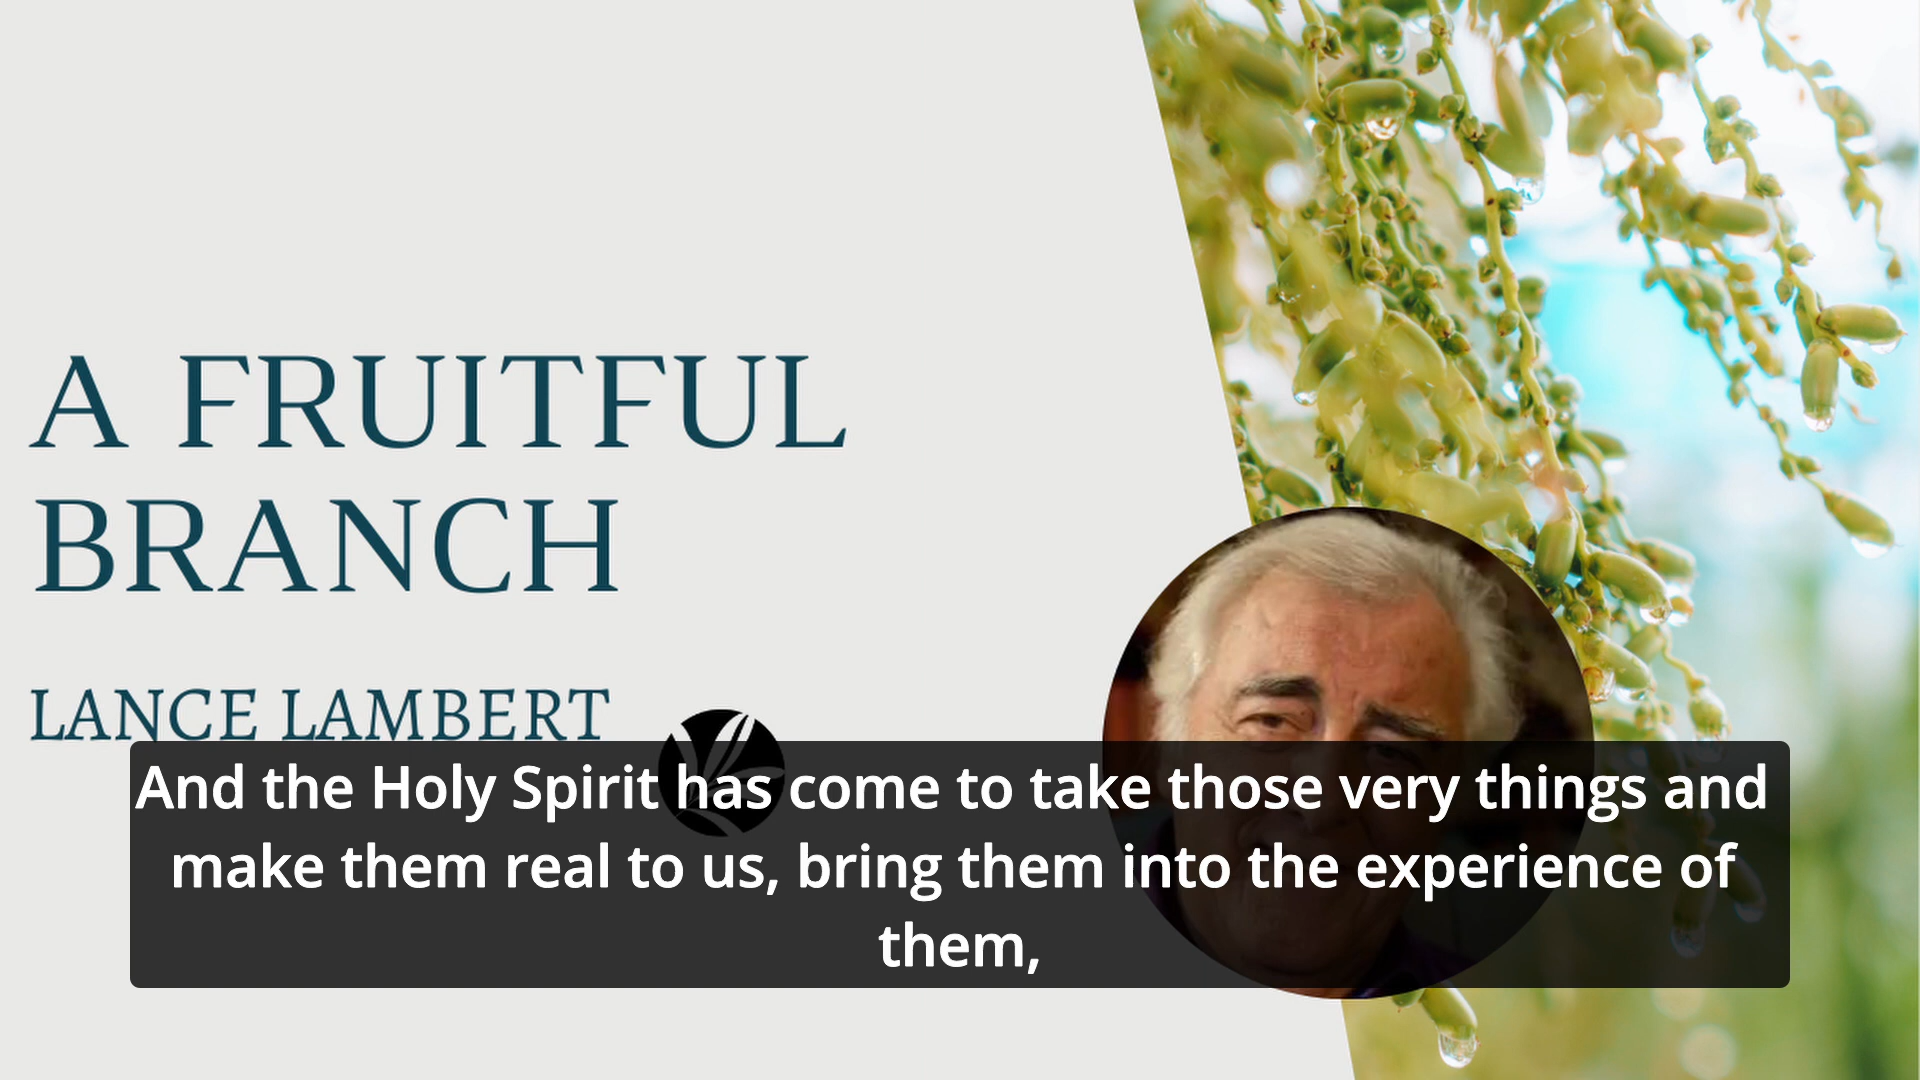 A FRUITFUL
BRANCH
LANCE LAMBERT
And the Holy Spirit has come to take those very things and
make them real to us, bring them into the experience of
them,